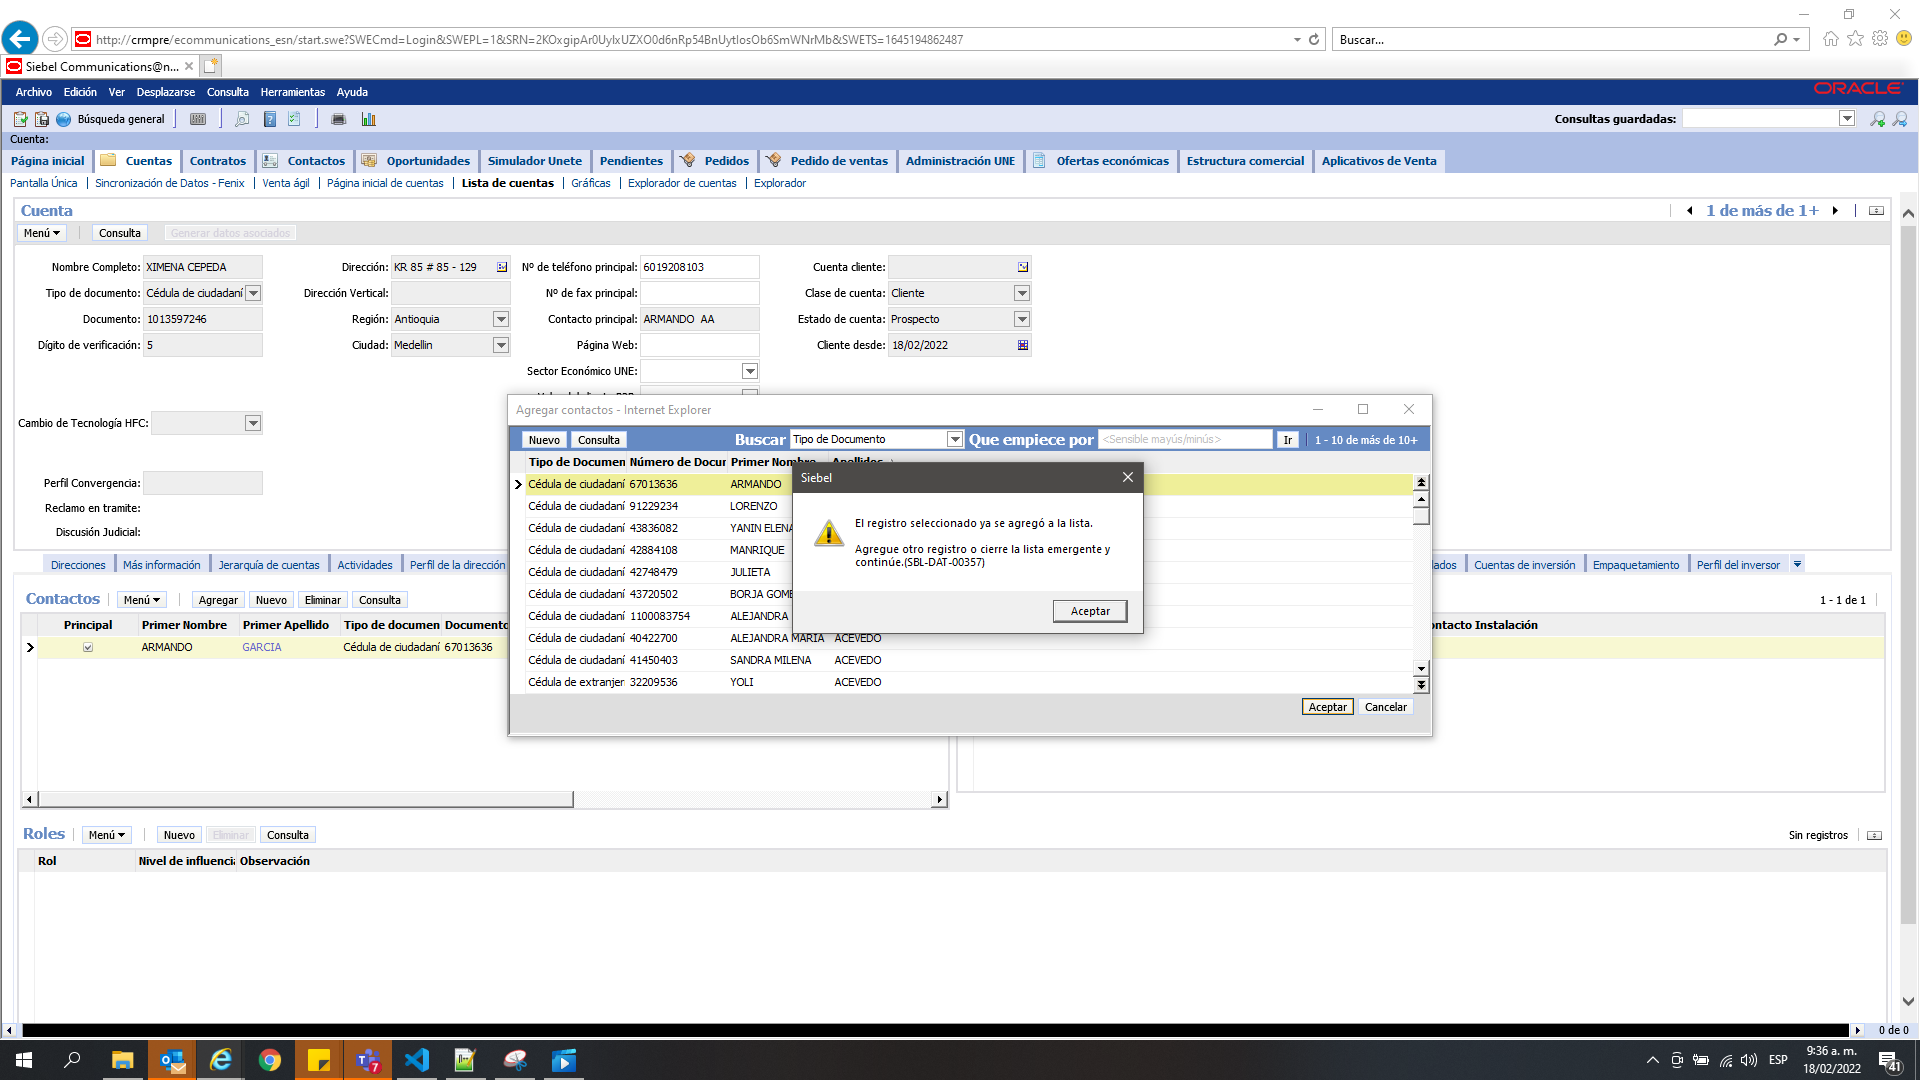 http://crmpre/ecommunications_esn/start.swe?SWECmd=Login&SWEPL=1&SRN=2KOxgipAr0UyIxUZXO0d6nRp54BnUytIosOb6SmWNrMb&SWETS=1645194862487
Buscar...
Siebel Communications@n...
Archivo Edición Ver Desplazarse Consulta Herramientas Ayuda
ORACLE
Búsqueda general
Consultas guardadas:
Cuenta:
Página inicial Cuentas Contratos Contactos Oportunidades Simulador Unete Pendientes Pedidos Pedido de ventas Administración UNE Ofertas económicas Estructura comercial Aplicativos de Venta
Pantalla Única Sincronización de Datos - Fenix Venta ágil Página inicial de cuentas Lista de cuentas Gráficas Explorador de cuentas Explorador
Cuenta
1 de más de 1+
Menú Consulta Generar datos asociados
Nombre Completo: XIMENA CEPEDA Dirección: KR 85 # 85 - 129 Nº de teléfono principal: 6019208103 Cuenta cliente:
Tipo de documento: Cédula de ciudadaní Dirección Vertical: Nº de fax principal: Clase de cuenta: Cliente
Documento: 1013597246 Región: Antioquia Contacto principal: ARMANDO AA Estado de cuenta: Prospecto
Dígito de verificación: 5 Ciudad: Medellin Página Web: Cliente desde: 18/02/2022
Sector Económico UNE:
Cambio de Tecnología HFC:
Perfil Convergencia:
Reclamo en tramite:
Discusión Judicial:
Agregar contactos - Internet Explorer
Nuevo Consulta Buscar Tipo de Documento Que empiece por <Sensible mayús/minús> Ir 1 - 10 de más de 10+
Tipo de Documen Número de Docur Primer Nombre Apellidos
Cédula de ciudadaní 67013636 ARMANDO
Cédula de ciudadaní 91229234 LORENZO
Cédula de ciudadaní 43836082 YANIN ELENA
Cédula de ciudadaní 42884108 MANRIQUE
Cédula de ciudadaní 42748479 JULIETA
Cédula de ciudadaní 43720502 BORJA GOME
Cédula de ciudadaní 1100083754 ALEJANDRA
Cédula de ciudadaní 40422700 ALEJANDRA MARIA ACEVEDO
Cédula de ciudadaní 41450403 SANDRA MILENA ACEVEDO
Cédula de extranjer 32209536 YOLI ACEVEDO
Aceptar Cancelar
Siebel
El registro seleccionado ya se agregó a la lista.
Agregue otro registro o cierre la lista emergente y
continúe.(SBL-DAT-00357)
Aceptar
Direcciones Más información Jerarquía de cuentas Actividades Perfil de la dirección lados Cuentas de inversión Empaquetamiento Perfil del inversor
Contactos Menú Agregar Nuevo Eliminar Consulta
1 - 1 de 1
Principal Primer Nombre Primer Apellido Tipo de documen Documento ontacto Instalación
ARMANDO GARCIA Cédula de ciudadaní 67013636
Roles Menú Nuevo Eliminar Consulta
Sin registros
Rol Nivel de influencia Observación
0 de 0
7
ESP
9:36 a. m.
18/02/2022
41